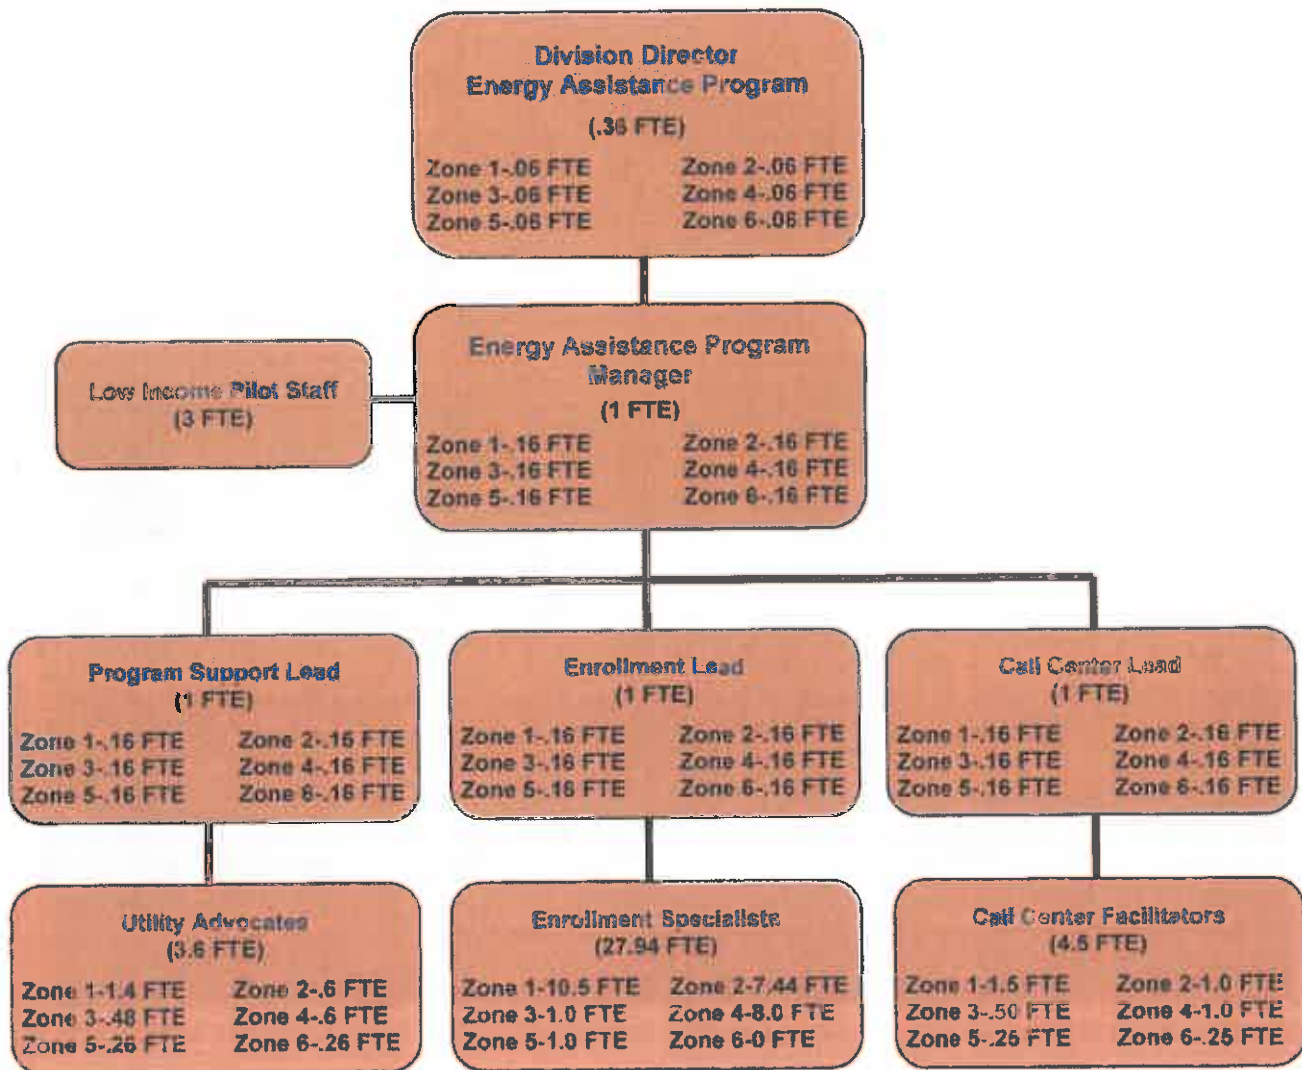 Division Director
Energy Assistance Program
(.36 FTE)
Zone 1-.06 FTE Zone 2-.06 FTE
Zone 3-.06 FTE Zone 4-.06 FTE
Zone 5-.06 FTE Zone 6-.06 FTE
Energy Assistance Program
Manager
(1 FTE)
Zone 1-.16 FTE Zone 2-.16 FTE
Zone 3-.16 FTE Zone 4-.16 FTE
Zone 5-.16 FTE Zone 6-.16 FTE
Low Income Pilot Staff
(3 FTE)
Program Support Lead
(1 FTE)
Zone 1-.16 FTE Zone 2-.16 FTE
Zone 3-.16 FTE Zone 4-.16 FTE
Zone 5-.16 FTE Zone 6-.16 FTE
Enrollment Lead
(1 FTE)
Zone 1-.16 FTE Zone 2-.16 FTE
Zone 3-.16 FTE Zone 4-.16 FTE
Zone 5-.16 FTE Zone 6-.16 FTE
Call Center Lead
(1 FTE)
Zone 1-.16 FTE Zone 2-.16 FTE
Zone 3-.16 FTE Zone 4-.16 FTE
Zone 5-.16 FTE Zone 6-.16 FTE
Utility Advocates
(3.6 FTE)
Zone 1-1.4 FTE Zone 2-.6 FTE
Zone 3-.48 FTE Zone 4-.6 FTE
Zone 5-.26 FTE Zone 6-.26 FTE
Enrollment Specialists
(27.94 FTE)
Zone 1-10.5 FTE Zone 2-7.44 FTE
Zone 3-1.0 FTE Zone 4-8.0 FTE
Zone 5-1.0 FTE Zone 6-0 FTE
Call Center Facilitators
(4.5 FTE)
Zone 1-1.5 FTE Zone 2-1.0 FTE
Zone 3-.50 FTE Zone 4-1.0 FTE
Zone 5-.25 FTE Zone 6-.25 FTE